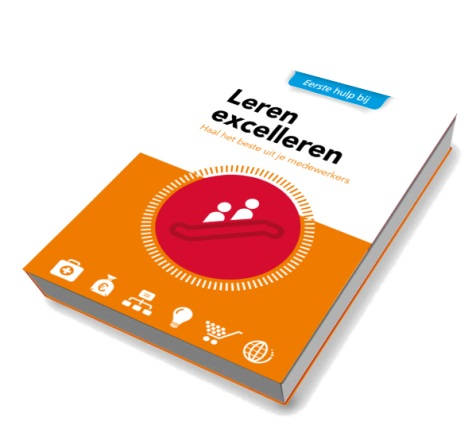 Eerste hulp bij
Leren
excelleren
Haal het beste uit je medewerkers
€